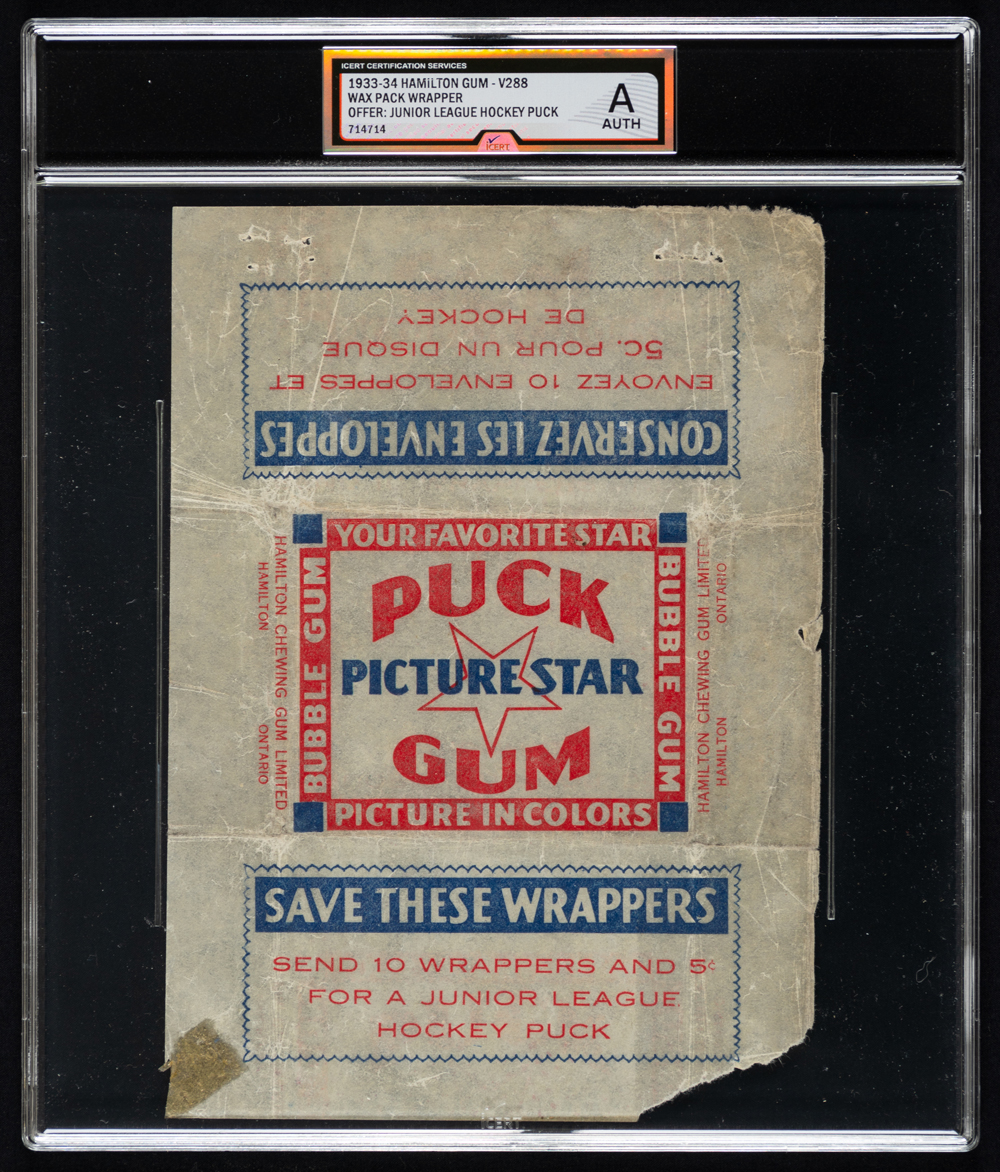 ICERT CERTIFICATION SERVICES
1933-34 HAMILTON GUM - V288
WAX PACK WRAPPER
OFFER: JUNIOR LEAGUE HOCKEY PUCK
714714
A
AUTH
ICERT
CONSERVEZ LES ENVELOPPES
ENVOYEZ 10 ENVELOPPES ET
5C. POUR UN DISQUE
DE HOCKEY
YOUR FAVORITE STAR
BUBBLE GUM
PUCK
PICTURE STAR
GUM
BUBBLE GUM
PICTURE IN COLORS
HAMILTON CHEWING GUM LIMITED
HAMILTON ONTARIO
HAMILTON CHEWING GUM LIMITED
HAMILTON ONTARIO
SAVE THESE WRAPPERS
SEND 10 WRAPPERS AND 5¢
FOR A JUNIOR LEAGUE
HOCKEY PUCK
ICERT